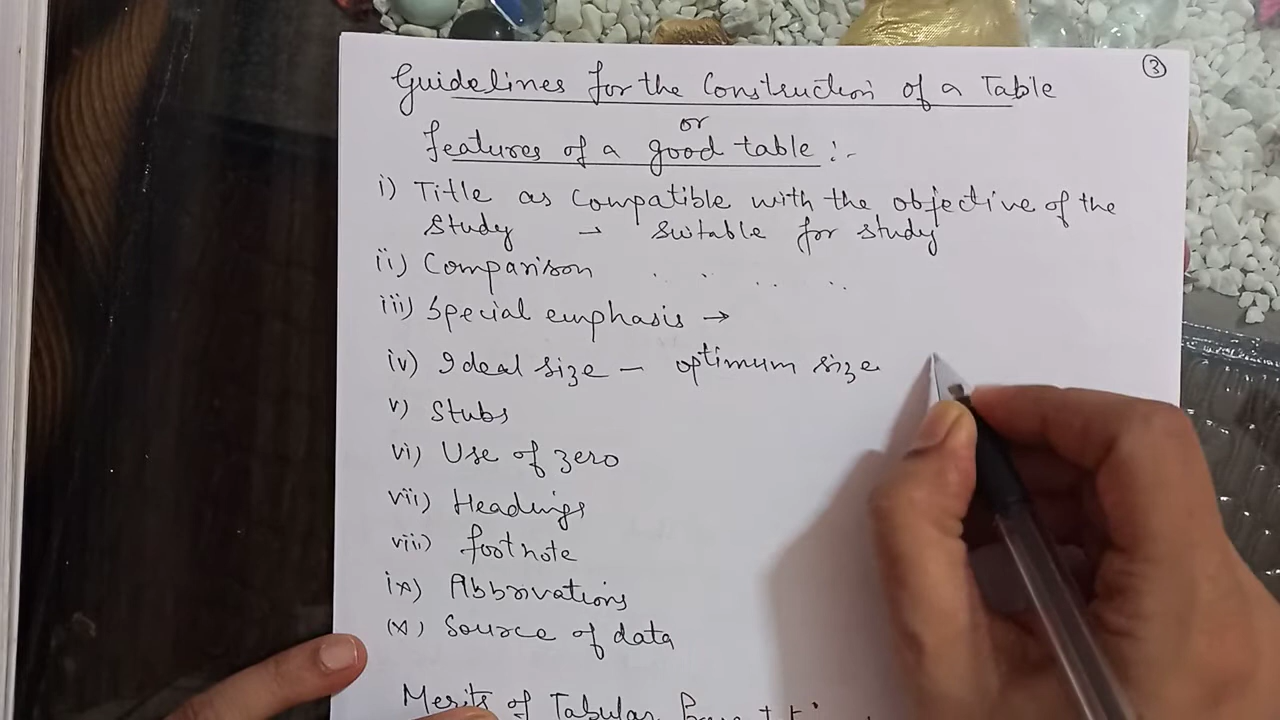 3
Guidelines for the Construction of a Table
or
features of a good table :-
i) Title as compatible with the objective of the
study → suitable for study
ii) Comparison
iii) Special emphasis →
iv) Ideal size – optimum size
v) Stubs
vi) Use of zero
vii) Headings
viii) footnote
ix) Abbrivations
(x) Source of data
Merits of Tabular